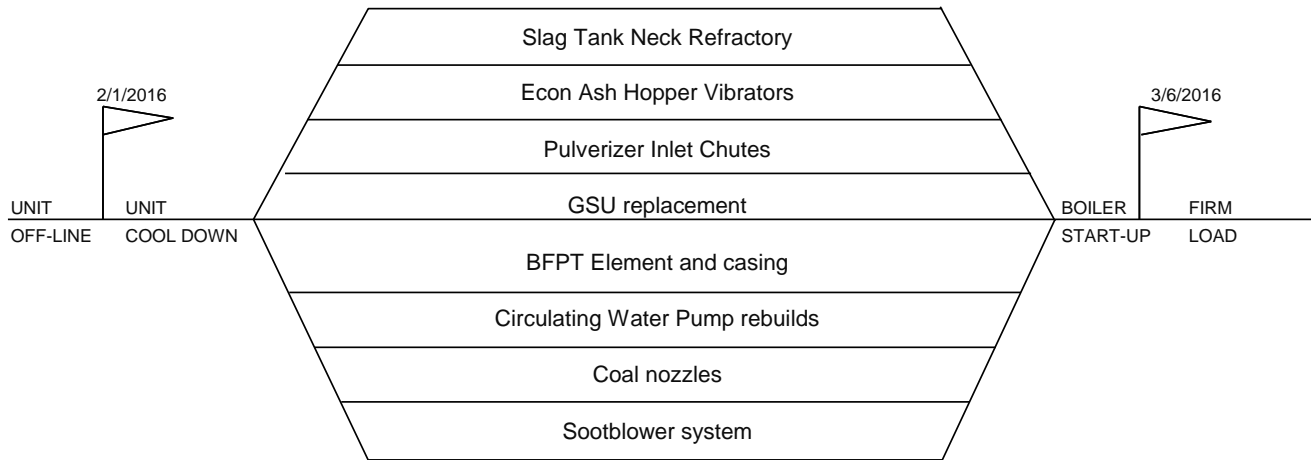 Slag Tank Neck Refractory
Econ Ash Hopper Vibrators
Pulverizer Inlet Chutes
GSU replacement
BFPT Element and casing
Circulating Water Pump rebuilds
Coal nozzles
Sootblower system
2/1/2016
UNIT
OFF-LINE
UNIT
COOL DOWN
3/6/2016
BOILER
START-UP
FIRM
LOAD